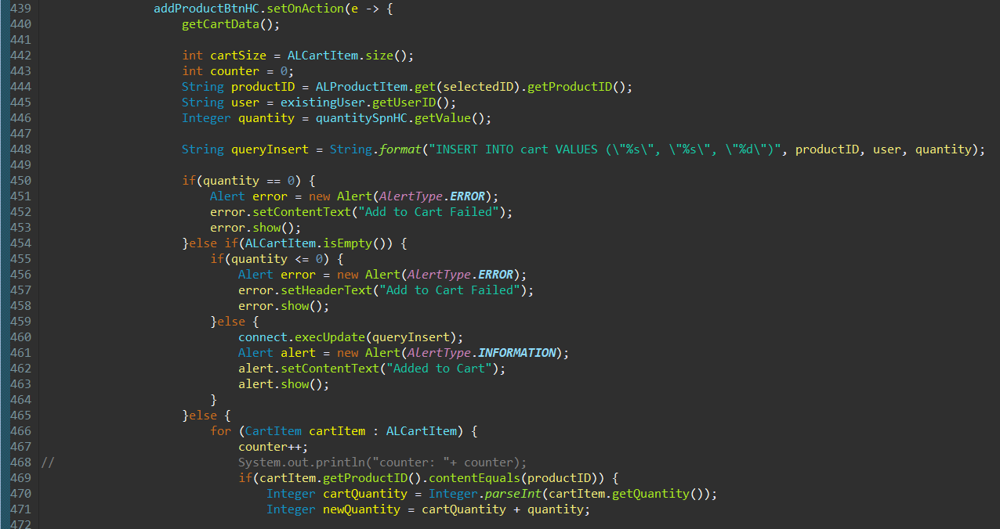 439                 addProductBtnHC.setOnAction(e -> {
440                     getCartData();
441
442                     int cartSize = ALCartItem.size();
443                     int counter = 0;
444                     String productID = ALProductItem.get(selectedID).getProductID();
445                     String user = existingUser.getUserID();
446                     Integer quantity = quantitySpnHC.getValue();
447
448                     String queryInsert = String.format("INSERT INTO cart VALUES (\"%s\", \"%s\", \"%d\")", productID, user, quantity);
449
450                     if(quantity == 0) {
451                         Alert error = new Alert(AlertType.ERROR);
452                         error.setContentText("Add to Cart Failed");
453                         error.show();
454                     }else if(ALCartItem.isEmpty()) {
455                         if(quantity <= 0) {
456                             Alert error = new Alert(AlertType.ERROR);
457                             error.setHeaderText("Add to Cart Failed");
458                             error.show();
459                         }else {
460                             connect.execUpdate(queryInsert);
461                             Alert alert = new Alert(AlertType.INFORMATION);
462                             alert.setContentText("Added to Cart");
463                             alert.show();
464                         }
465                     }else {
466                         for (CartItem cartItem : ALCartItem) {
467                             counter++;
468 //                          System.out.println("counter: "+ counter);
469                             if(cartItem.getProductID().contentEquals(productID)) {
470                                 Integer cartQuantity = Integer.parseInt(cartItem.getQuantity());
471                                 Integer newQuantity = cartQuantity + quantity;
472